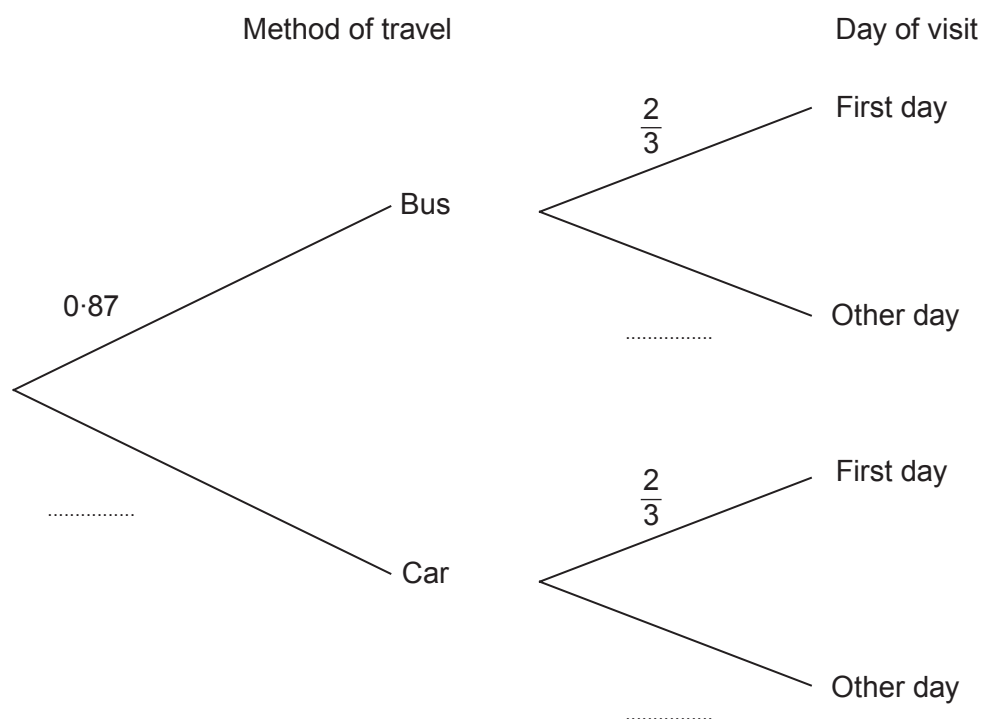 Method of travel Day of visit
2/3 First day
Bus
0·87
Other day
................
2/3 First day
................
Car
Other day
................